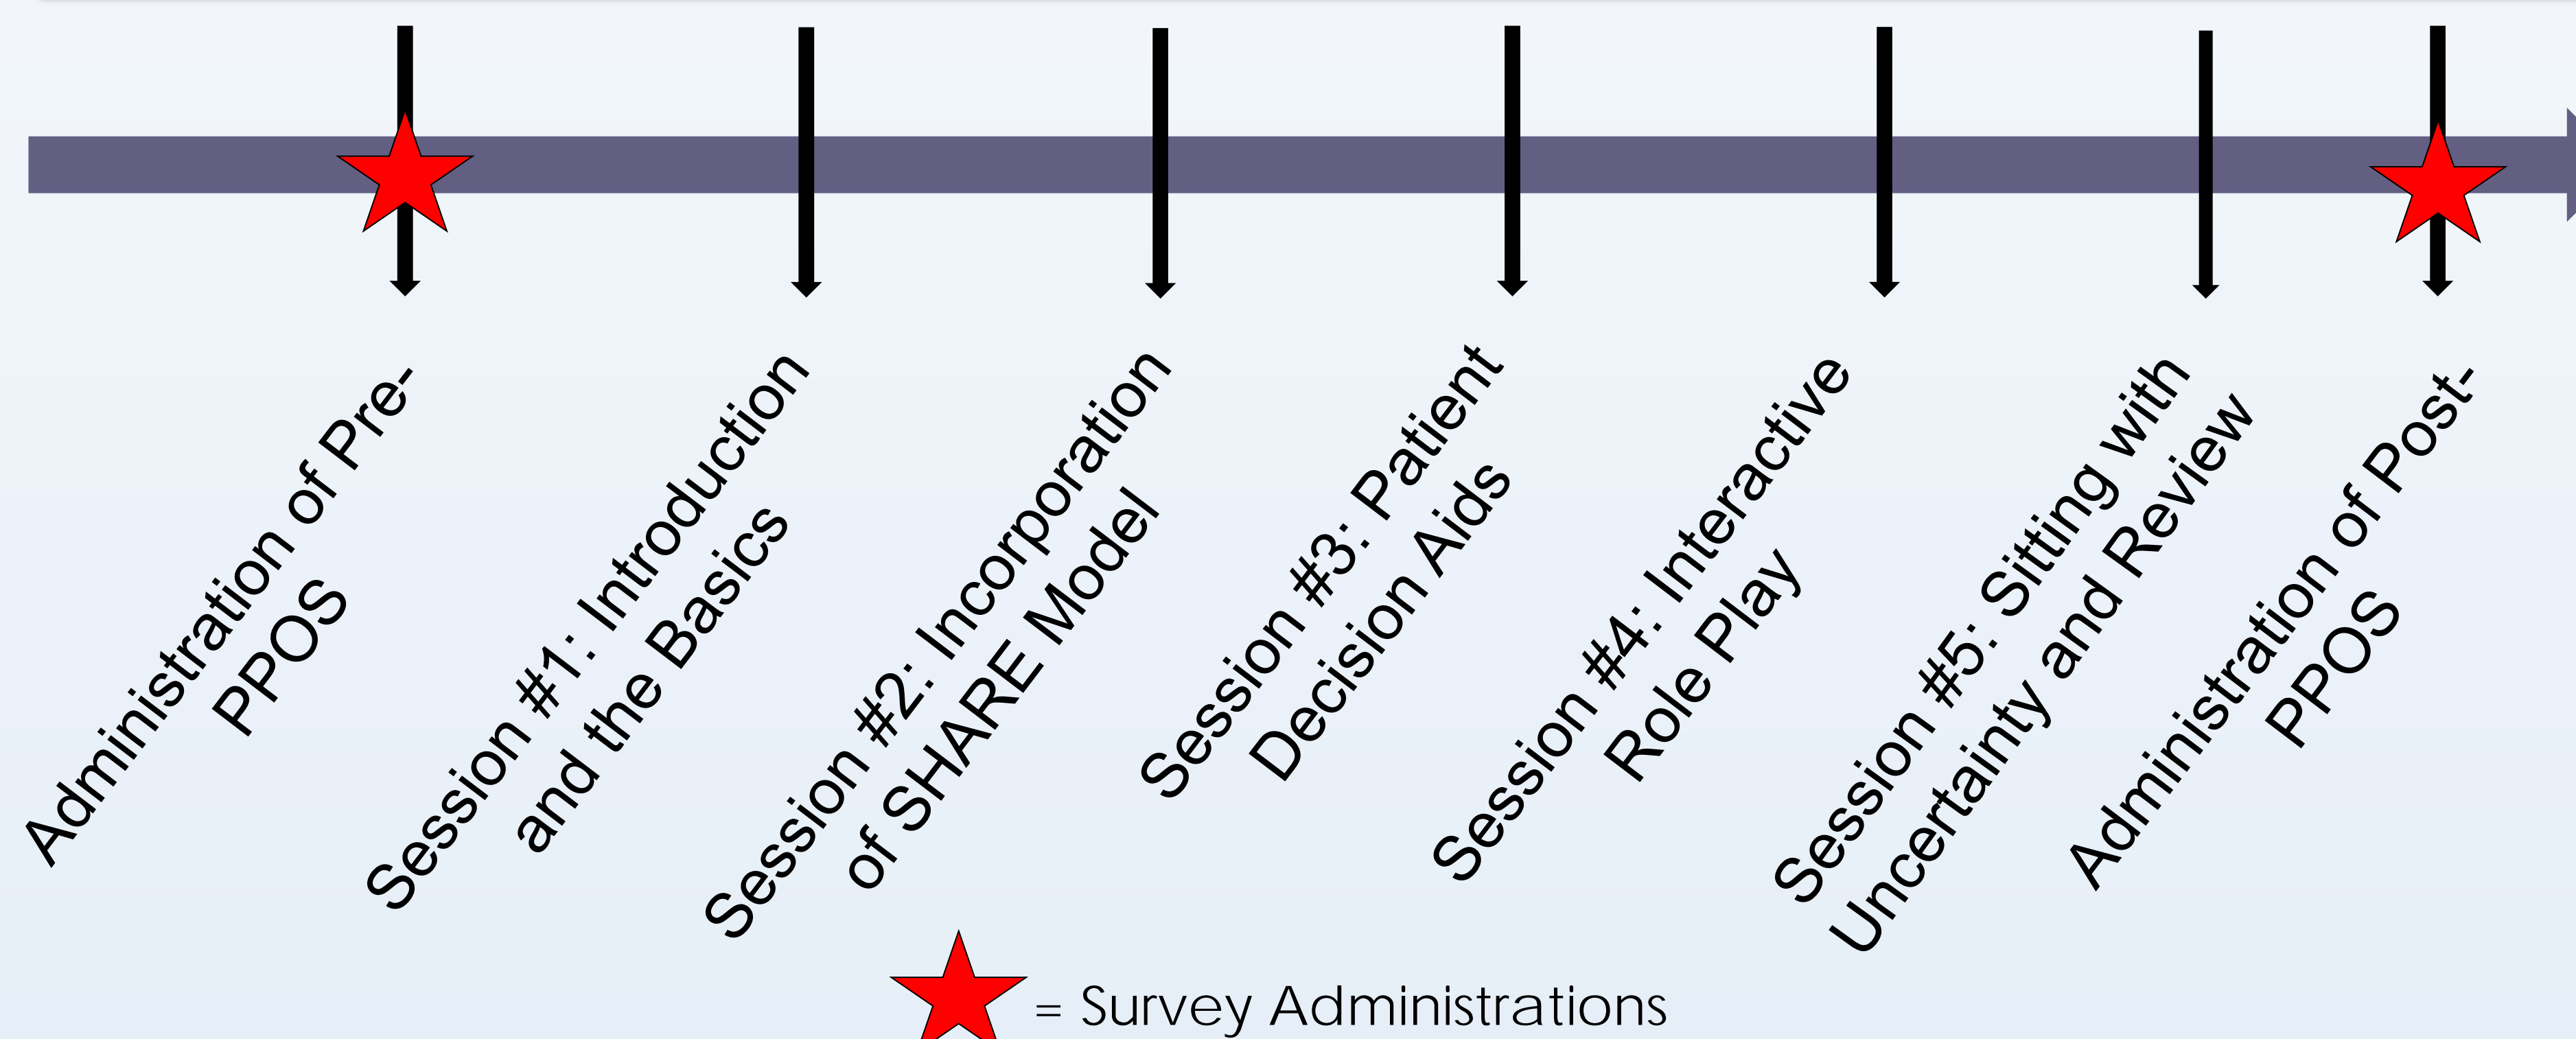 Administration of Pre-
PPOS
Session #1: Introduction
and the Basics
Session #2: Incorporation
of SHARE Model
Session #3: Patient
Decision Aids
Session #4: Interactive
Role Play
Session #5: Sitting with
Uncertainty and Review
Administration of Post-
PPOS
= Survey Administrations